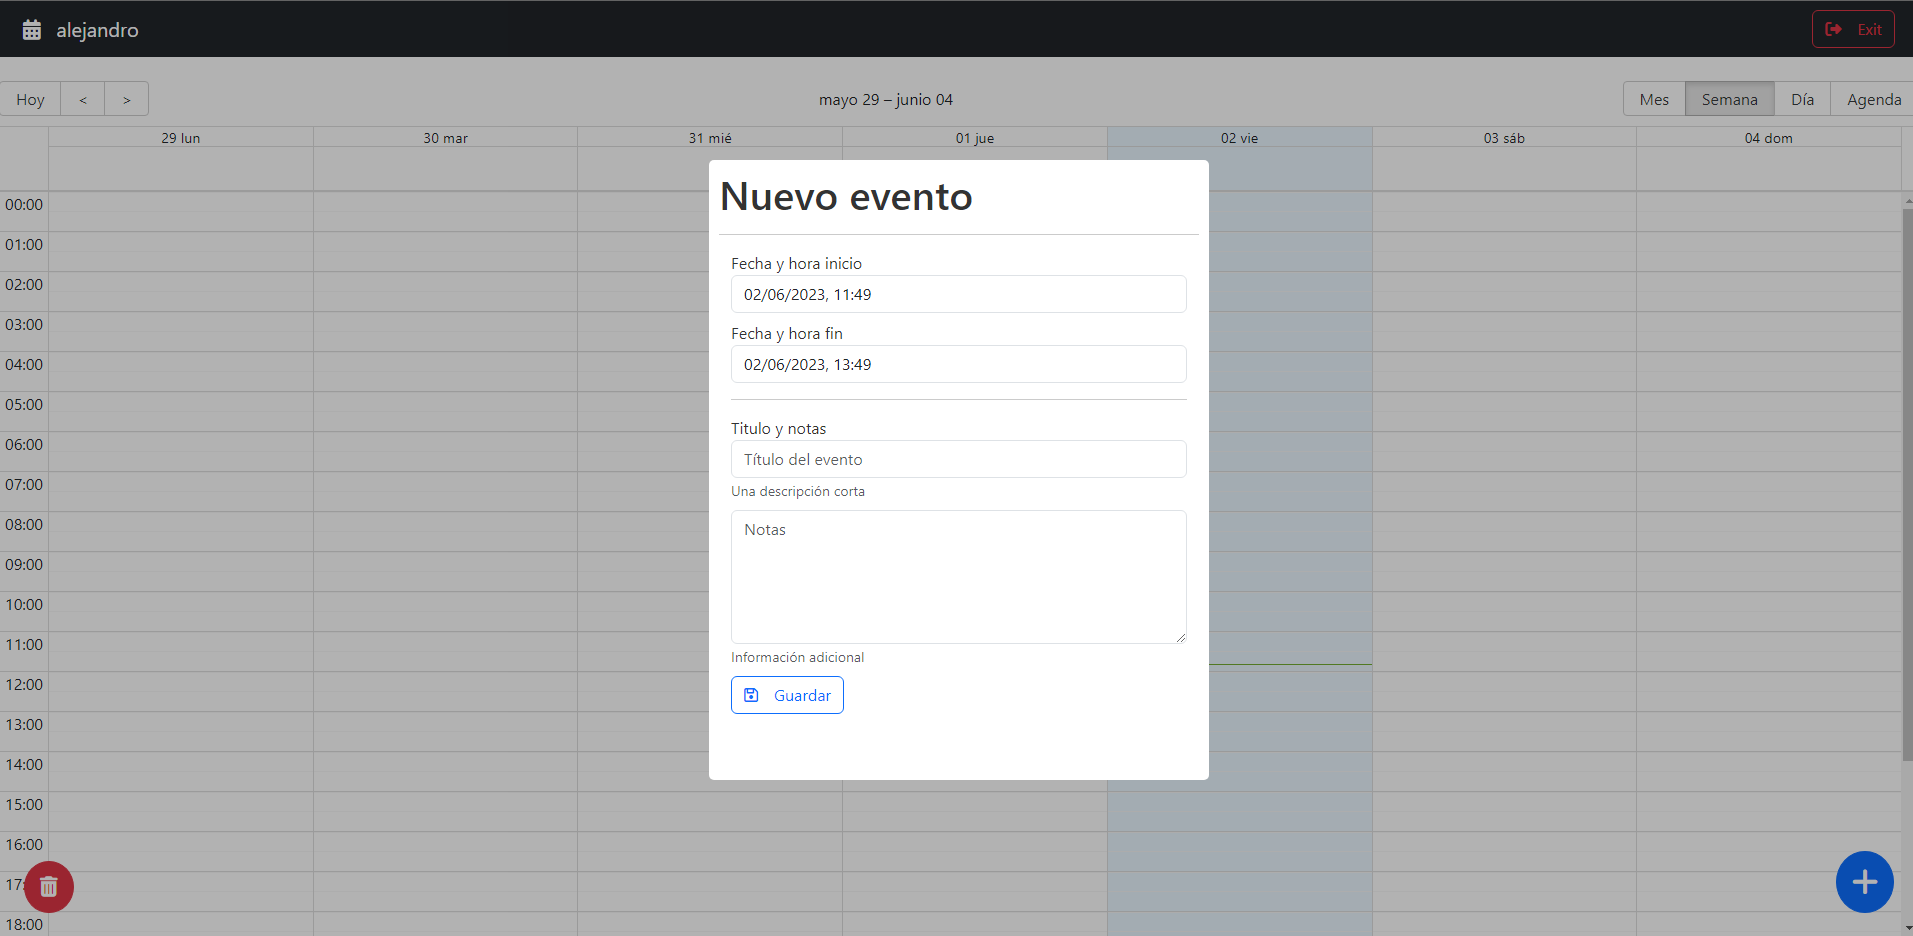 alejandro
Exit
Hoy < > mayo 29 – junio 04 Mes Semana Día Agenda
29 lun 30 mar 31 mié 01 jue 02 vie 03 sáb 04 dom
Nuevo evento
Fecha y hora inicio
02/06/2023, 11:49
Fecha y hora fin
02/06/2023, 13:49
Titulo y notas
Título del evento
Una descripción corta
Notas
Información adicional
Guardar
00:00
01:00
02:00
03:00
04:00
05:00
06:00
07:00
08:00
09:00
10:00
11:00
12:00
13:00
14:00
15:00
16:00
17:
18:00